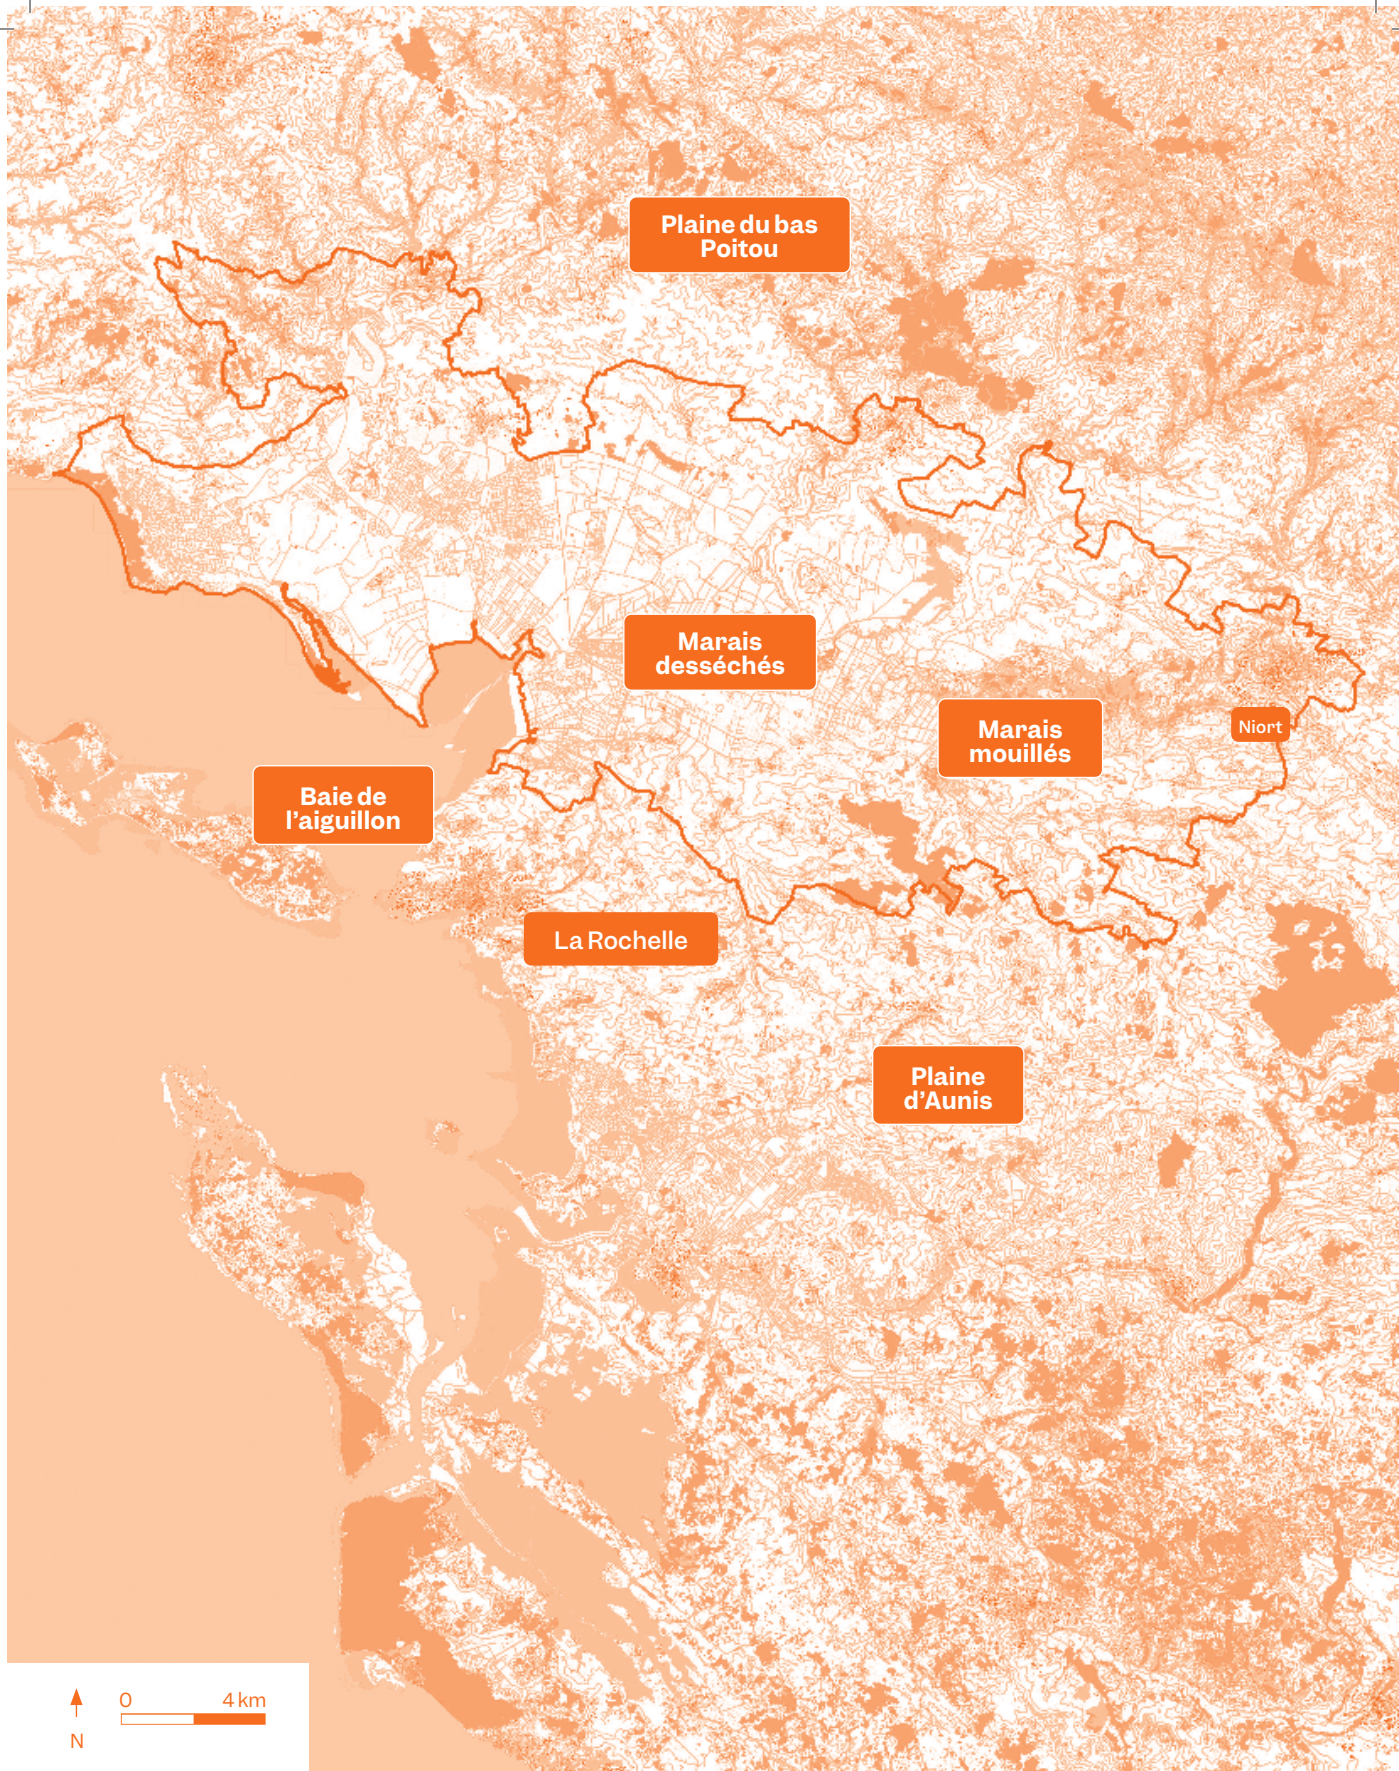 Plaine du bas
Poitou
Marais
desséchés
Marais
mouillés
Niort
Baie de
l'aiguillon
La Rochelle
Plaine
d'Aunis
0 4 km
N